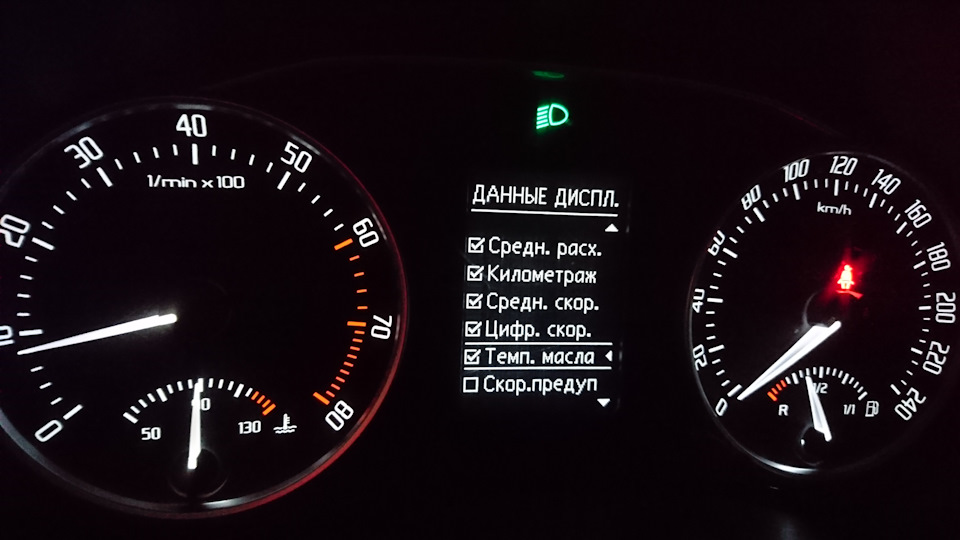 0
10
20
30
40
50
60
70
80
1/min x 100
50
90
130
ДАННЫЕ ДИСПЛ.
Средн. расх.
Километраж
Средн. скор.
Цифр. скор.
Темп. масла
Скор.предуп
0
20
40
60
80
100
120
140
160
180
200
220
240
km/h
R
1/2
1/1